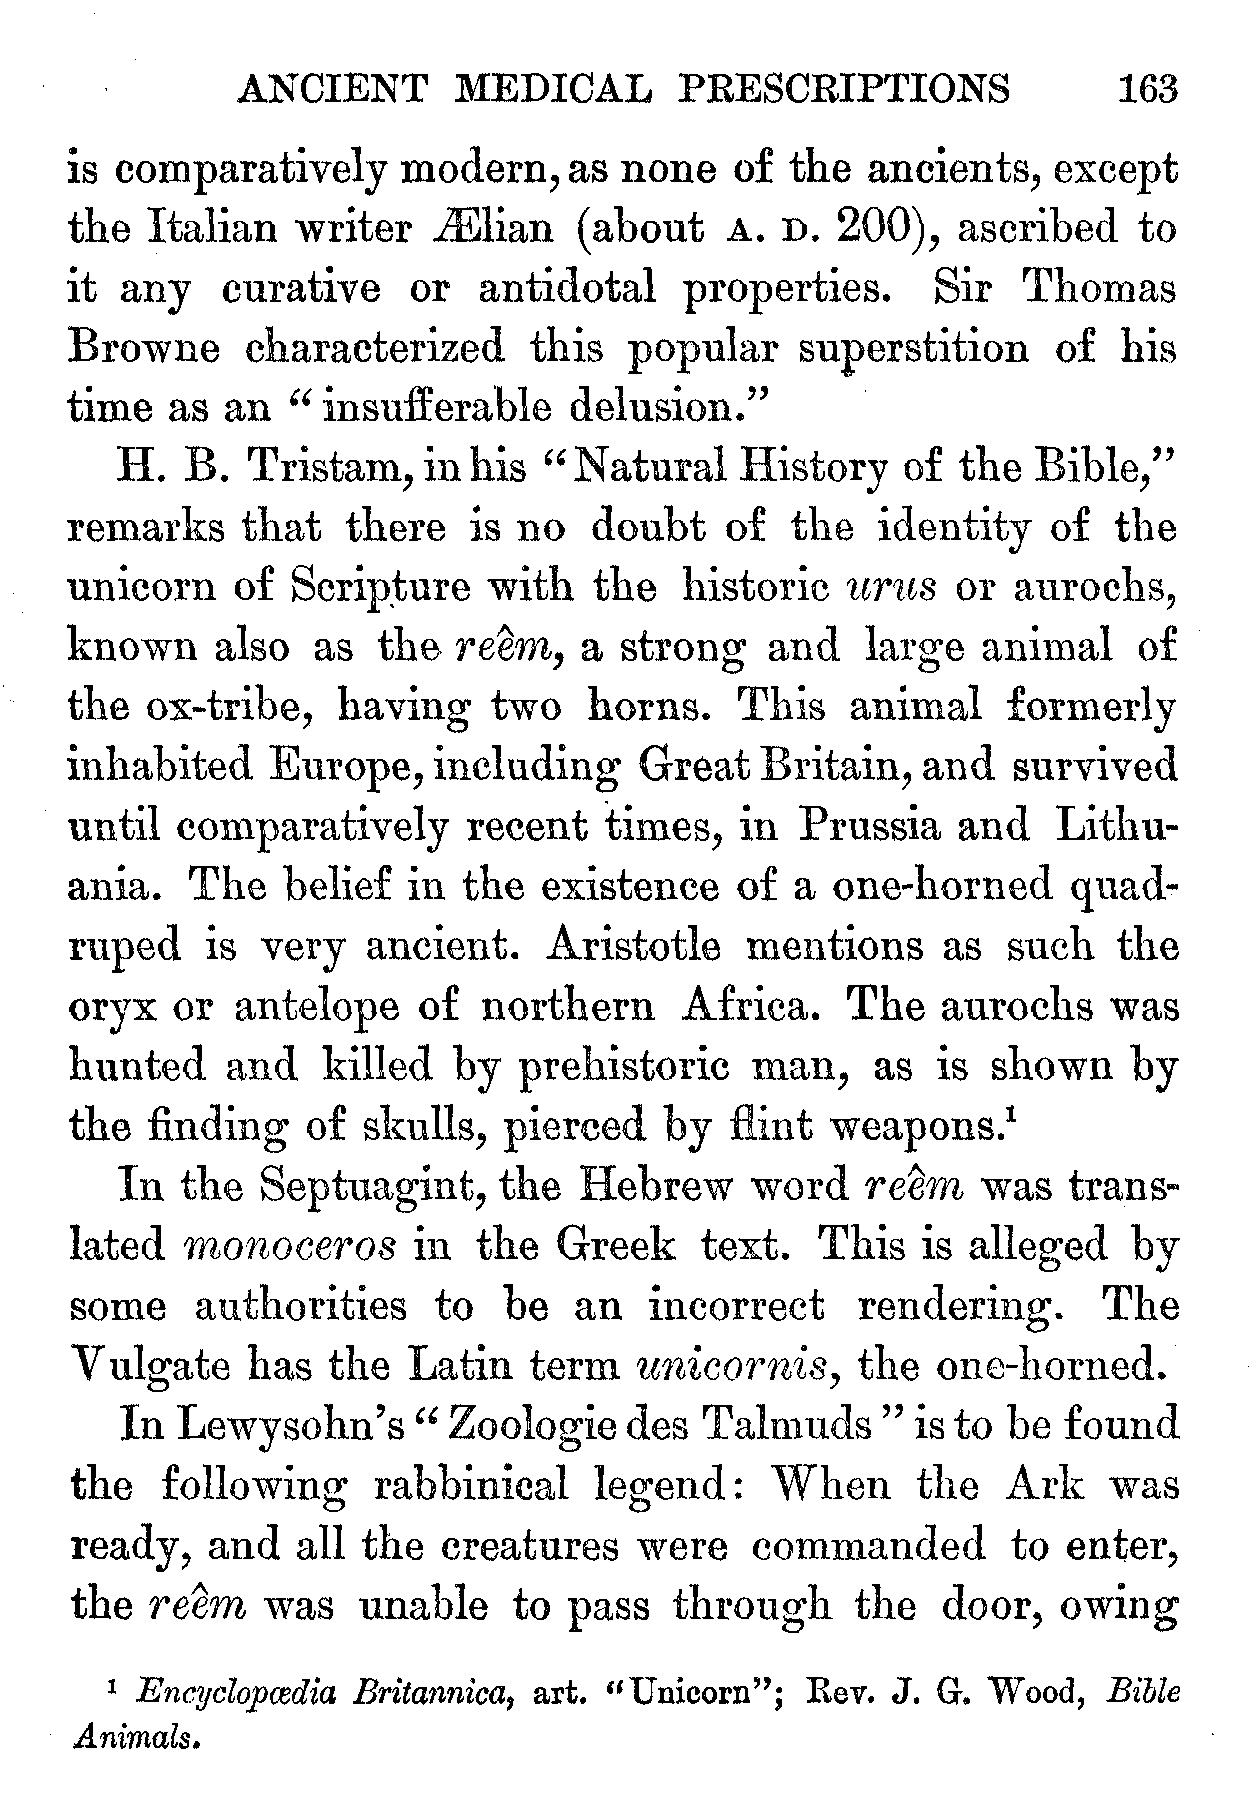 ANCIENT MEDICAL PRESCRIPTIONS 163
is comparatively modern, as none of the ancients, except
the Italian writer Ælian (about A. D. 200), ascribed to
it any curative or antidotal properties. Sir Thomas
Browne characterized this popular superstition of his
time as an “insufferable delusion.”
H. B. Tristam, in his “Natural History of the Bible,”
remarks that there is no doubt of the identity of the
unicorn of Scripture with the historic urus or aurochs,
known also as the reêm, a strong and large animal of
the ox-tribe, having two horns. This animal formerly
inhabited Europe, including Great Britain, and survived
until comparatively recent times, in Prussia and Lithu-
ania. The belief in the existence of a one-horned quad-
ruped is very ancient. Aristotle mentions as such the
oryx or antelope of northern Africa. The aurochs was
hunted and killed by prehistoric man, as is shown by
the finding of skulls, pierced by flint weapons.¹
In the Septuagint, the Hebrew word reêm was trans-
lated monoceros in the Greek text. This is alleged by
some authorities to be an incorrect rendering. The
Vulgate has the Latin term unicornis, the one-horned.
In Lewysohn's “Zoologie des Talmuds” is to be found
the following rabbinical legend: When the Ark was
ready, and all the creatures were commanded to enter,
the reêm was unable to pass through the door, owing
¹ Encyclopædia Britannica, art. “Unicorn”; Rev. J. G. Wood, Bible
Animals.